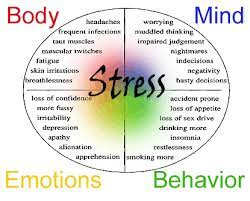 Body
Mind
headaches
frequent infections
taut muscles
muscular twitches
fatigue
skin irritations
breathlessness
worrying
muddled thinking
impaired judgement
nightmares
indecisions
negativity
hasty decisions
Stress
loss of confidence
more fussy
irritability
depression
apathy
alienation
apprehension
accident prone
loss of appetite
loss of sex drive
drinking more
insomnia
restlessness
smoking more
Emotions
Behavior